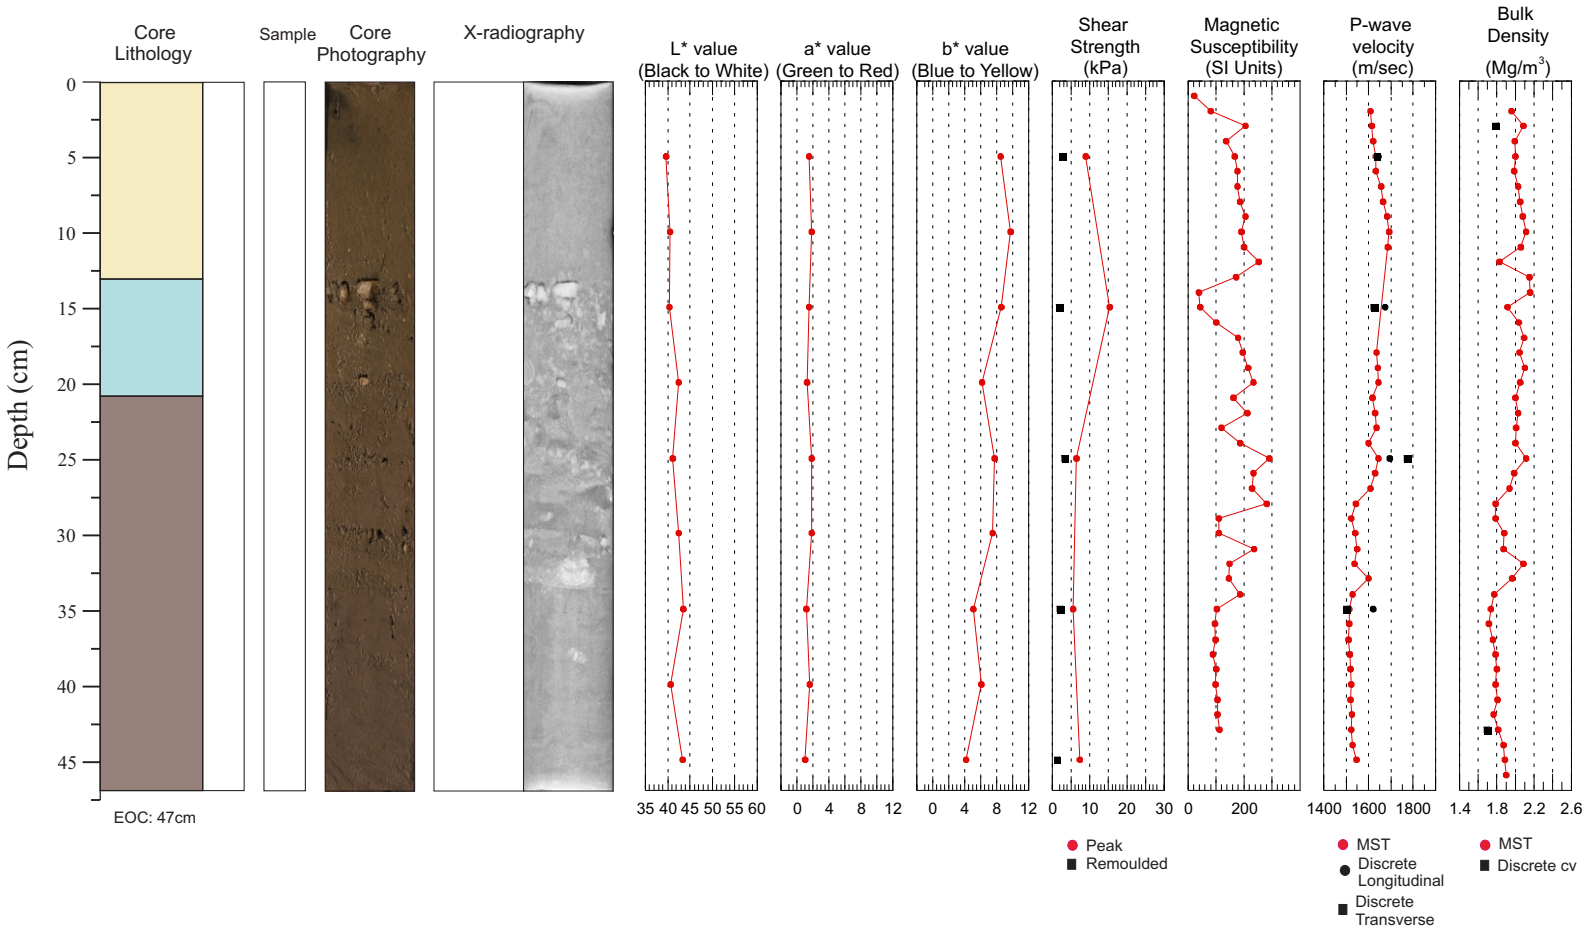 Core
Lithology
Sample
Core
Photography
X-radiography
L* value
(Black to White)
a* value
(Green to Red)
b* value
(Blue to Yellow)
Shear
Strength
(kPa)
Magnetic
Susceptibility
(SI Units)
P-wave
velocity
(m/sec)
Bulk
Density
(Mg/m³)
Depth (cm)
0
5
10
15
20
25
30
35
40
45
EOC: 47cm
35 40 45 50 55 60
0 4 8 12
0 4 8 12
0 10 20 30
0 200
1400 1600 1800
1.4 1.8 2.2 2.6
Peak
Remoulded
MST
Discrete
Longitudinal
Discrete
Transverse
MST
Discrete cv